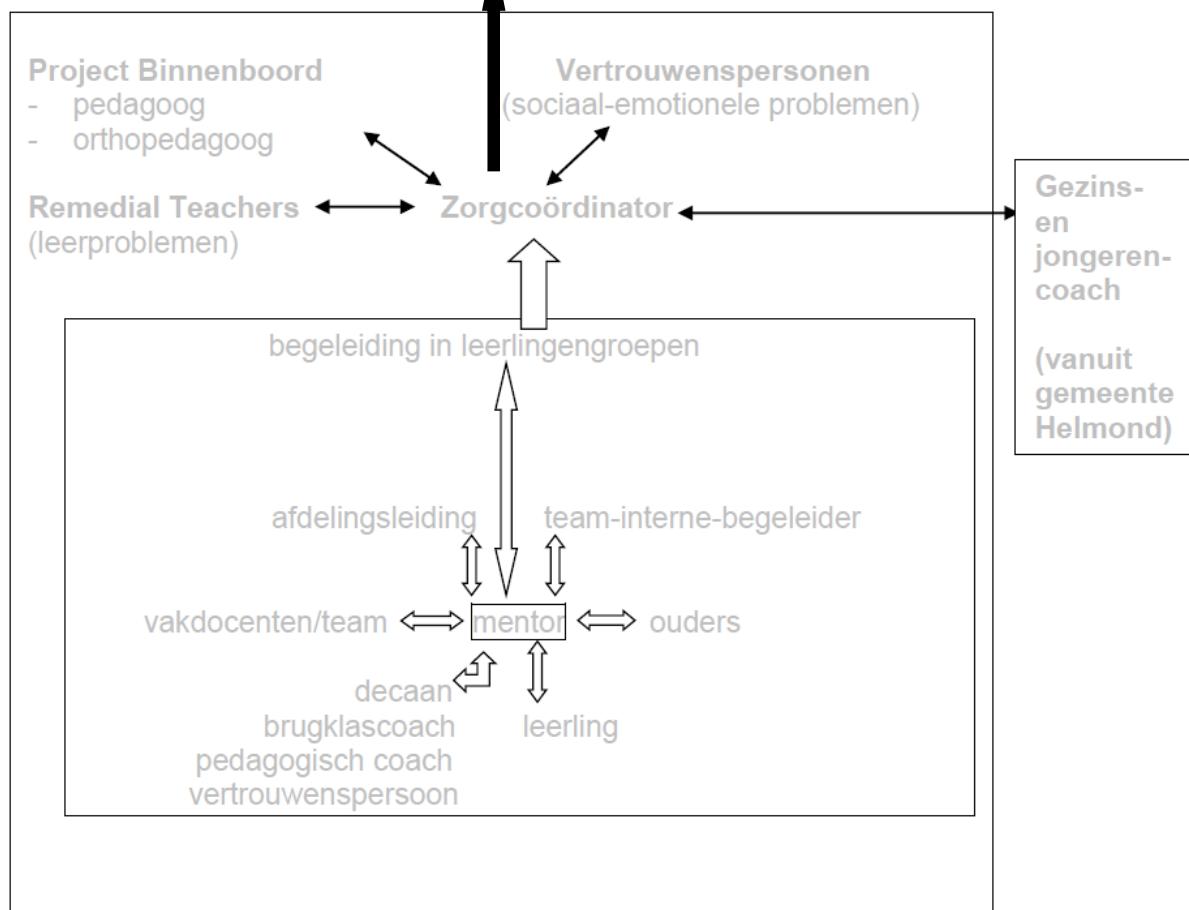 Project Binnenboord
- pedagoog
- orthopedagoog
Vertrouwenspersonen
(sociaal-emotionele problemen)
Remedial Teachers
(leerproblemen)
Zorgcoördinator
Gezins-
en
jongeren-
coach
(vanuit
gemeente
Helmond)
begeleiding in leerlingengroepen
afdelingsleiding
team-interne-begeleider
vakdocenten/team
mentor
ouders
decaan
brugklascoach
pedagogisch coach
vertrouwenspersoon
leerling